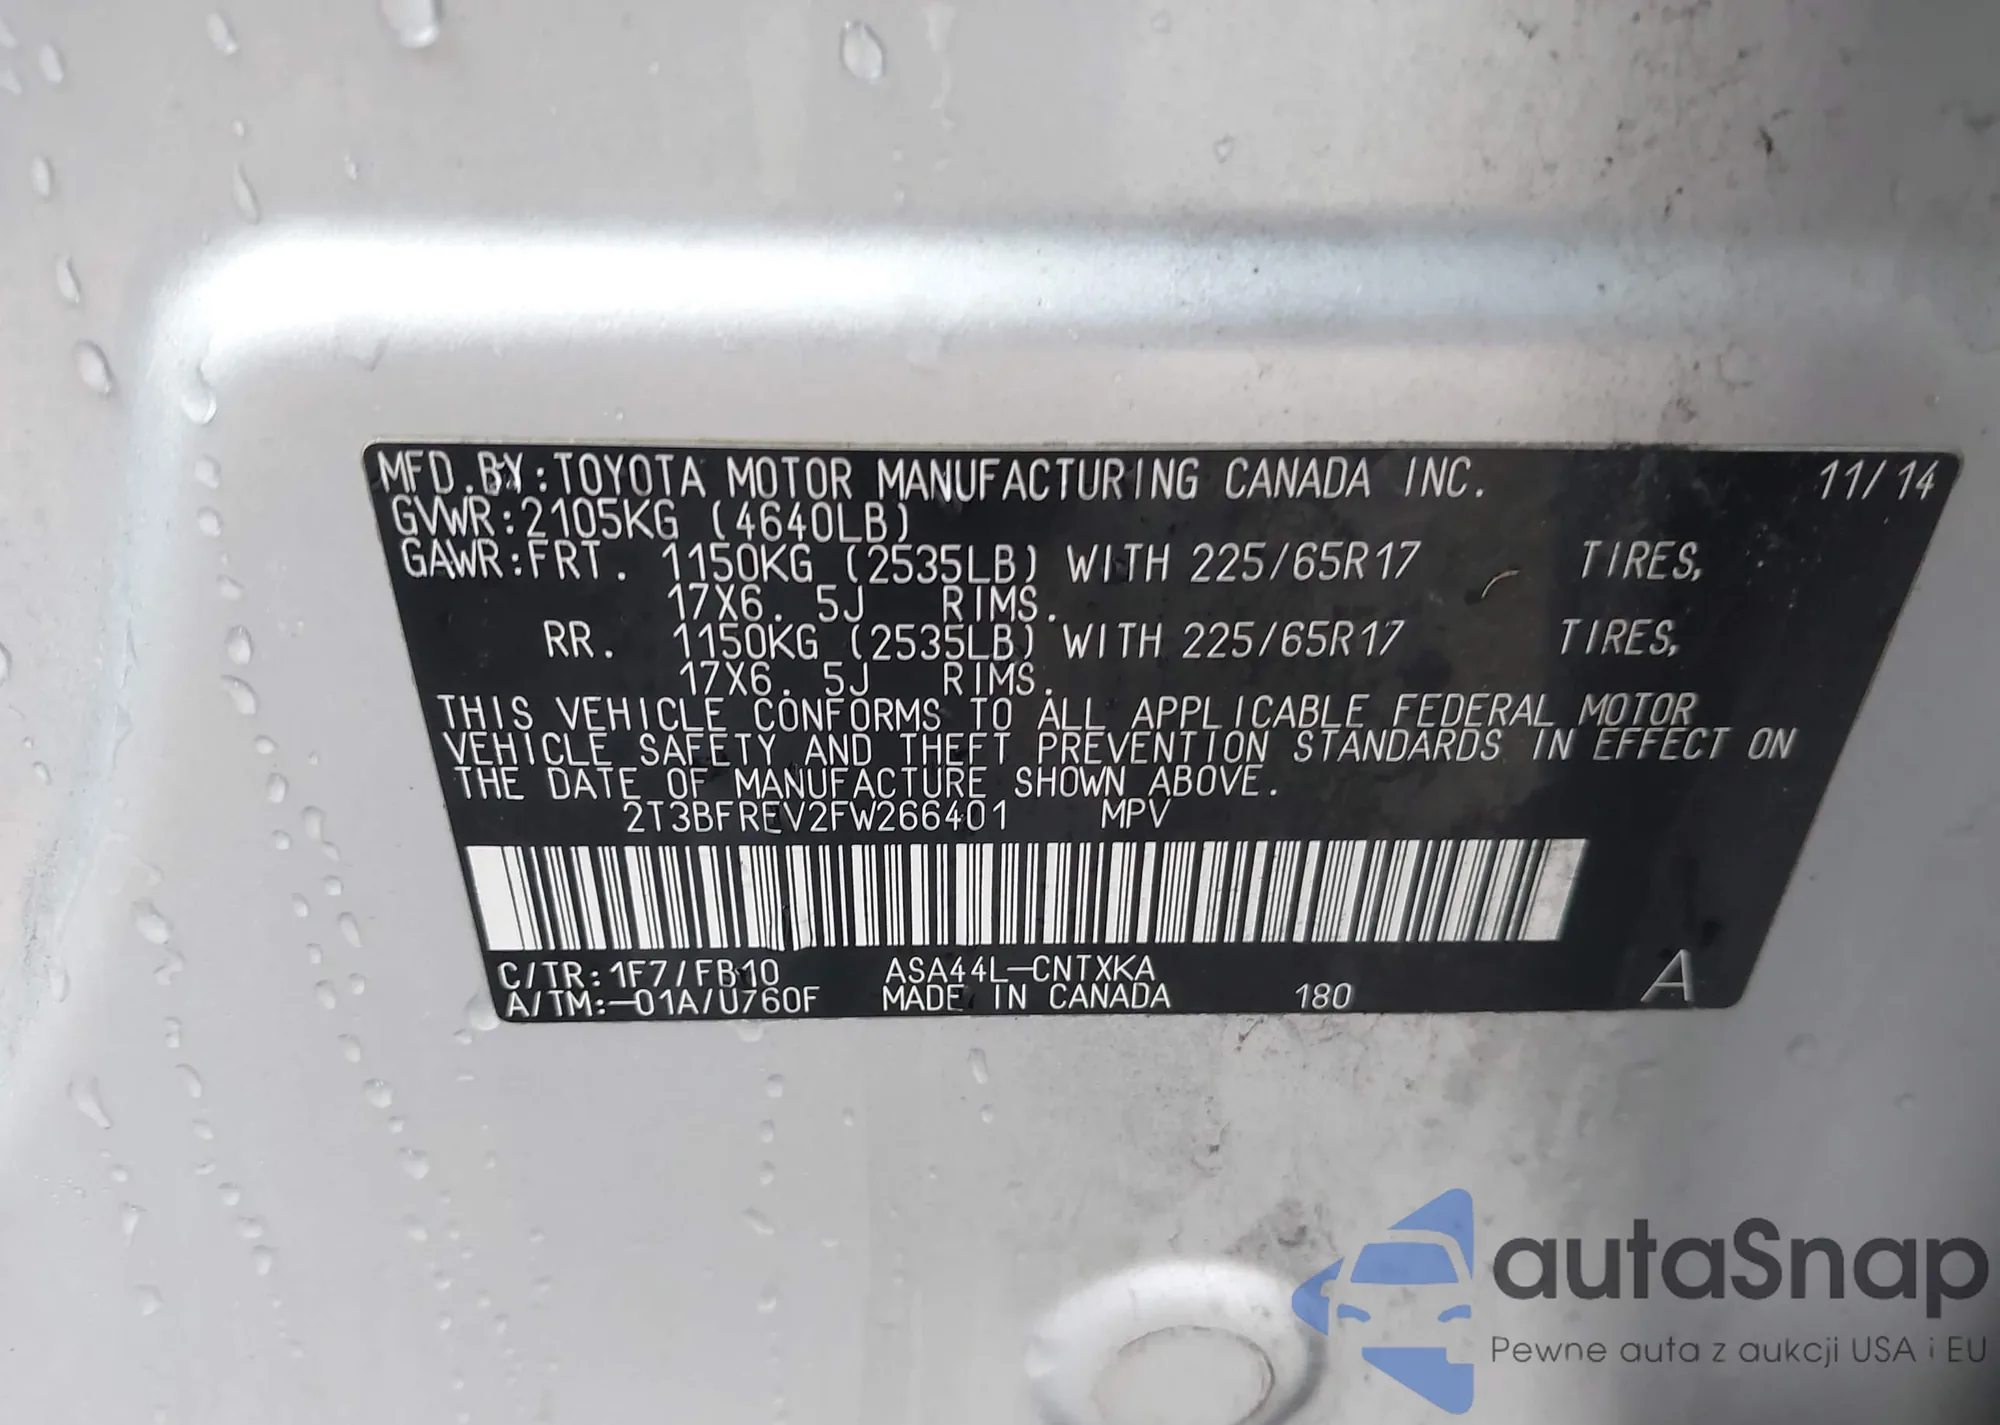 MFD.BY:TOYOTA MOTOR MANUFACTURING CANADA INC. 11/14
GVWR:2105KG (4640LB)
GAWR:FRT. 1150KG (2535LB) WITH 225/65R17 TIRES,
17X6.5J RIMS.
RR. 1150KG (2535LB) WITH 225/65R17 TIRES,
17X6.5J RIMS.
THIS VEHICLE CONFORMS TO ALL APPLICABLE FEDERAL MOTOR
VEHICLE SAFETY AND THEFT PREVENTION STANDARDS IN EFFECT ON
THE DATE OF MANUFACTURE SHOWN ABOVE.
2T3BFREV2FW266401 MPV
C/TR:1F7/FB10 ASA44L-CNTXKA
A/TM:-01A/U760F MADE IN CANADA 180 A
autaSnap
Pewne auta z aukcji USA i EU